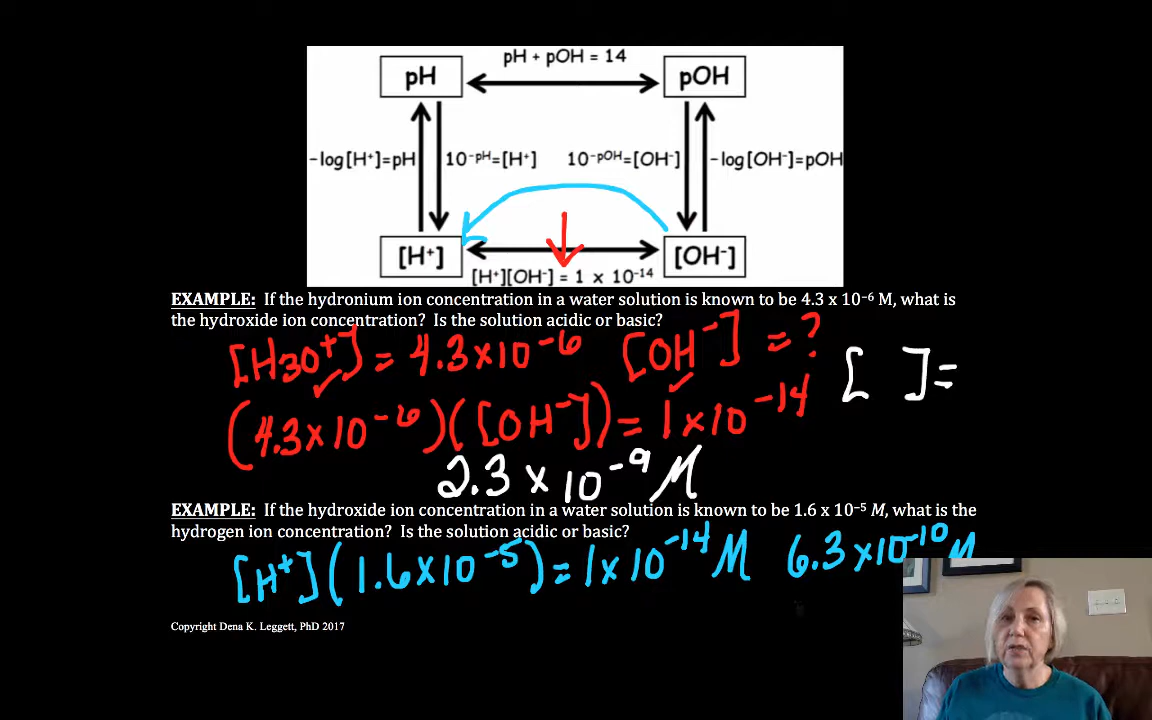 pH + pOH = 14
pH
pOH
-log[H⁺]=pH
10⁻ᵖᴴ=[H⁺]
10⁻ᵖᴼᴴ=[OH⁻]
-log[OH⁻]=pOH
[H⁺]
[OH⁻]
[H⁺][OH⁻] = 1 x 10⁻¹⁴
EXAMPLE: If the hydronium ion concentration in a water solution is known to be 4.3 x 10⁻⁶ M, what is
the hydroxide ion concentration? Is the solution acidic or basic?
[H3O⁺] = 4.3x10⁻⁶ [OH⁻] = ?
[ ]=
(4.3x10⁻⁶)([OH⁻]) = 1x10⁻¹⁴
2.3 x 10⁻⁹ M
EXAMPLE: If the hydroxide ion concentration in a water solution is known to be 1.6 x 10⁻⁵ M, what is the
hydrogen ion concentration? Is the solution acidic or basic?
[H⁺](1.6x10⁻⁵)=1x10⁻¹⁴ M 6.3x10⁻¹⁰ M
Copyright Dena K. Leggett, PhD 2017